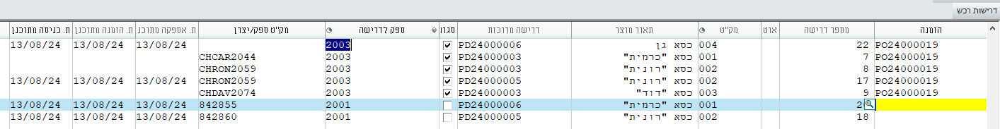 דרישות רכש
הזמנה מספר דרישה מק"ט אוט תאור מוצר דרישה מרוכזת סגרו ספק לדרישה מק"ט ספק/יצרן ת. אספקה מתוכנ ת. הזמנה מתוכנן ת. כניסה מתוכנן
PO24000019 22 004 כסא גן PD24000006 2003 13/08/24 13/08/24 13/08/24
PO24000019 7 001 כסא "כרמית" PD24000003 2003 CHCAR2044
PO24000019 8 002 כסא "רונית" PD24000003 2003 CHRON2059
PO24000019 17 002 כסא "רונית" PD24000005 2003 CHRON2059 13/08/24 13/08/24 13/08/24
PO24000019 9 003 כסא "דוד" PD24000003 2003 CHDAV2074
001 כסא "כרמית" PD24000006 2001 842855 13/08/24 13/08/24 13/08/24
18 002 כסא "רונית" PD24000005 2001 842860 13/08/24 13/08/24 13/08/24